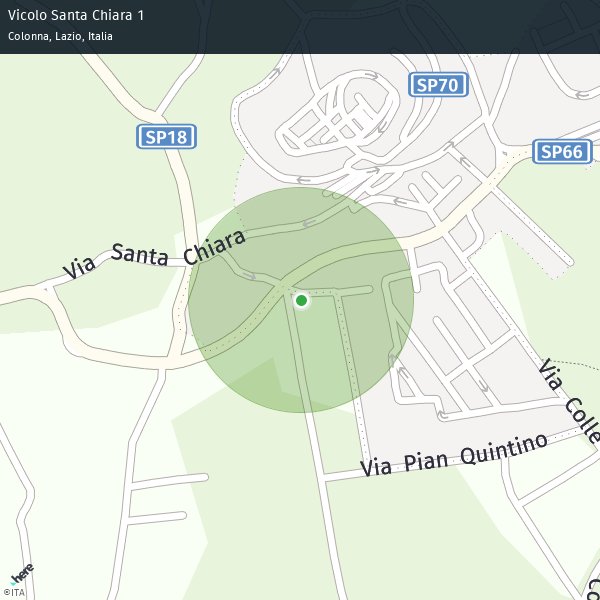 Vicolo Santa Chiara 1
Colonna, Lazio, Italia
SP70
SP18
SP66
Via Santa Chiara
Via Colle
Via Pian Quintino
here
©ITA